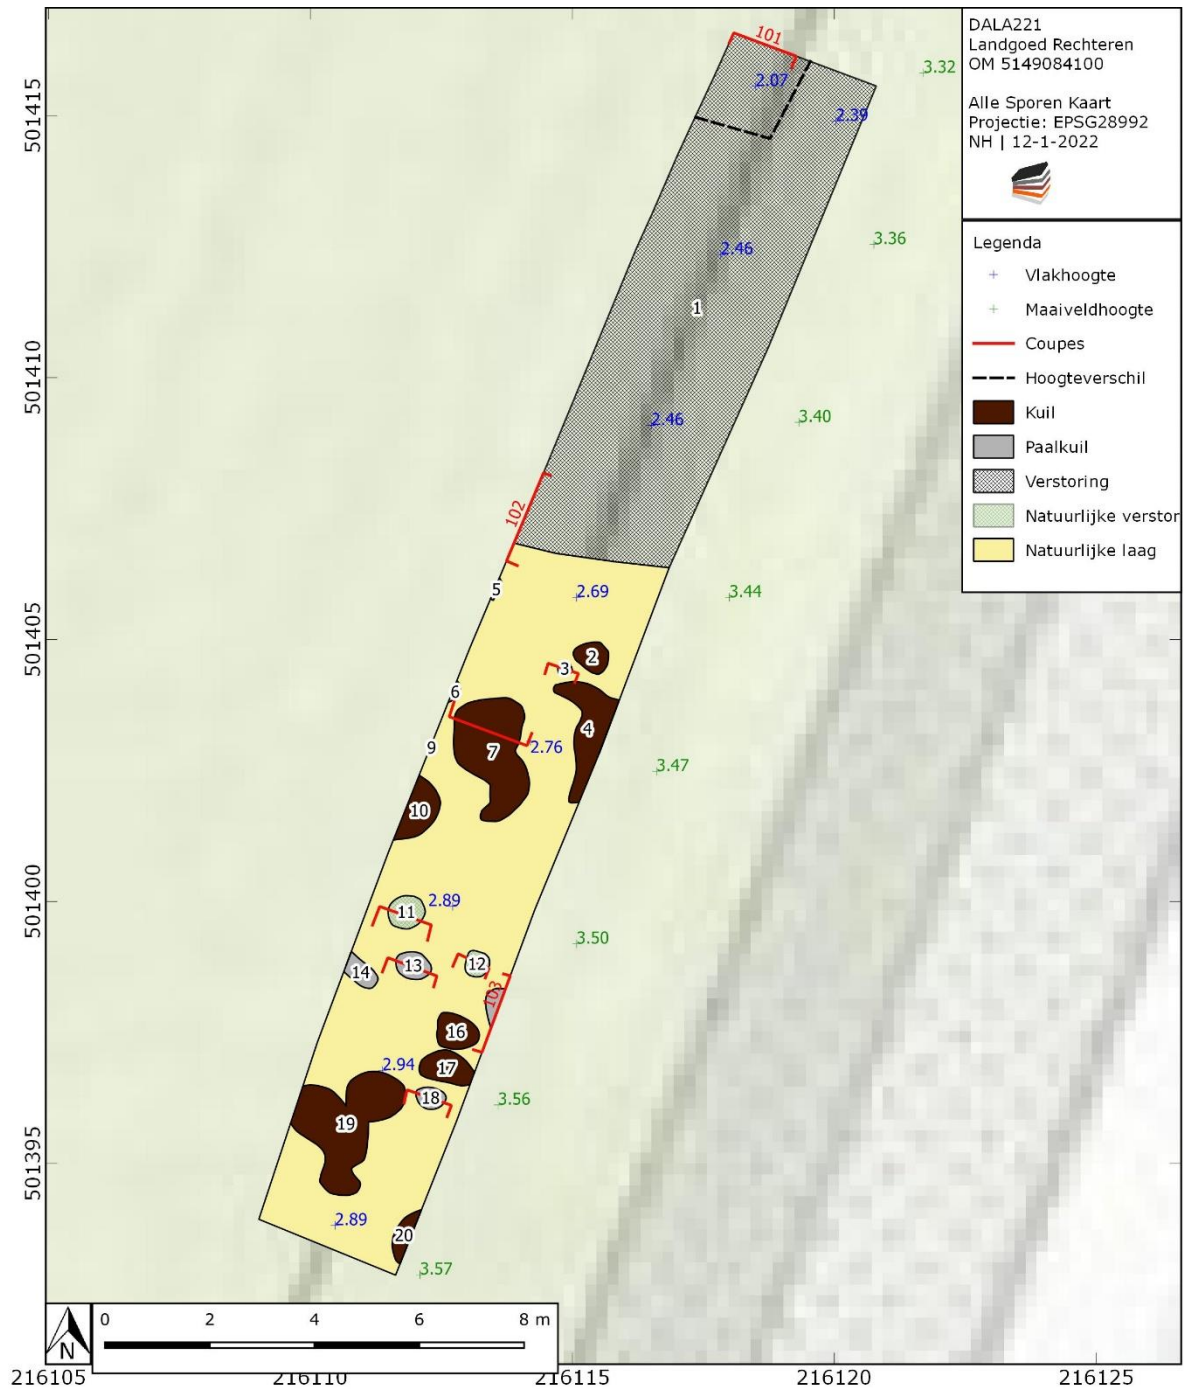 DALA221
Landgoed Rechteren
OM 5149084100
Alle Sporen Kaart
Projectie: EPSG28992
NH | 12-1-2022
Legenda
Vlakhoogte
Maaiveldhoogte
Coupes
Hoogteverschil
Kuil
Paalkuil
Verstoring
Natuurlijke verstor
Natuurlijke laag
101
2.07
3.32
2.39
501415
3.36
2.46
1
501410
2.46
3.40
102
5
2.69
3.44
501405
2
3
6
4
7
9
2.76
3.47
10
501400
2.89
11
3.50
12
13
14
103
16
2.94
17
18
3.56
19
501395
2.89
20
3.57
0 2 4 6 8 m
N
216105 216110 216115 216120 216125